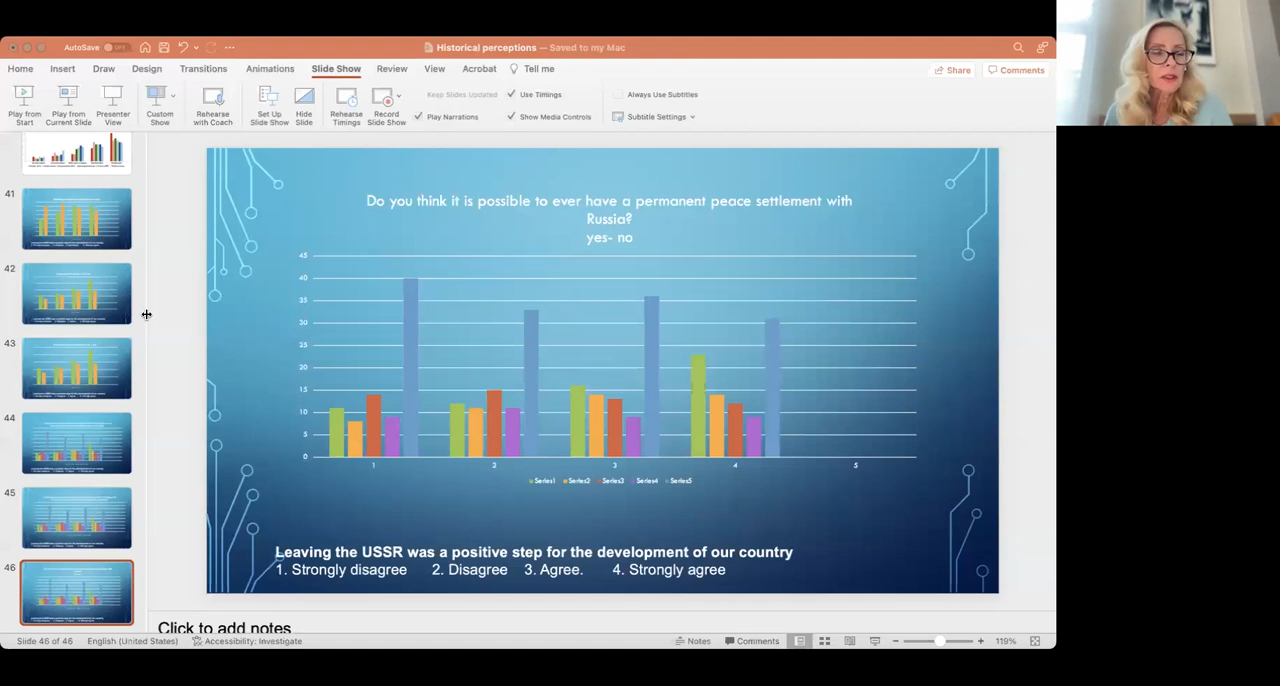 AutoSave OFF
Historical perceptions — Saved to my Mac
Home Insert Draw Design Transitions Animations Slide Show Review View Acrobat Tell me
Share Comments
Play from Start
Play from Current Slide
Presenter View
Custom Show
Rehearse with Coach
Set Up Slide Show
Hide Slide
Rehearse Timings
Record Slide Show
Keep Slides Updated
Use Timings
Play Narrations
Show Media Controls
Always Use Subtitles
Subtitle Settings
41
42
43
44
45
46
Do you think it is possible to ever have a permanent peace settlement with
Russia?
yes- no
45
40
35
30
25
20
15
10
5
0
1 2 3 4 5
Series1 Series2 Series3 Series4 Series5
Leaving the USSR was a positive step for the development of our country
1. Strongly disagree 2. Disagree 3. Agree. 4. Strongly agree
Click to add notes
Slide 46 of 46 English (United States) Accessibility: Investigate
Notes Comments 119%